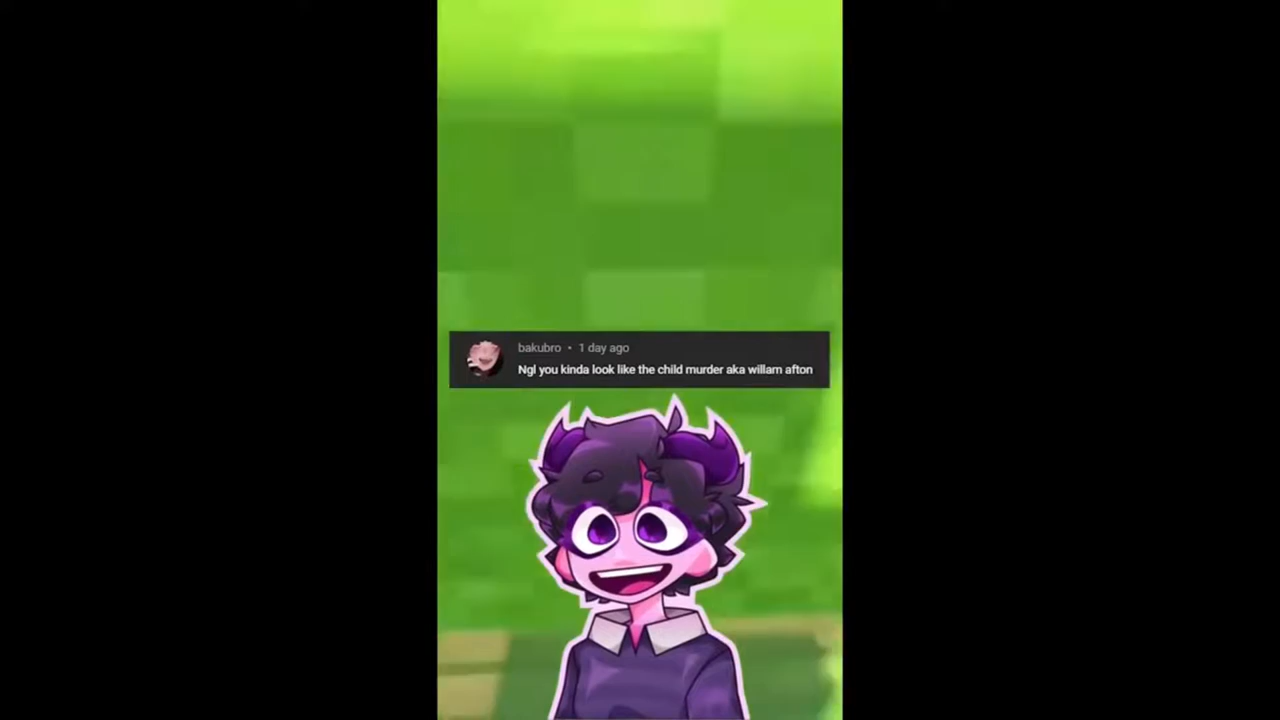 bakubro • 1 day ago
Ngl you kinda look like the child murder aka willam afton